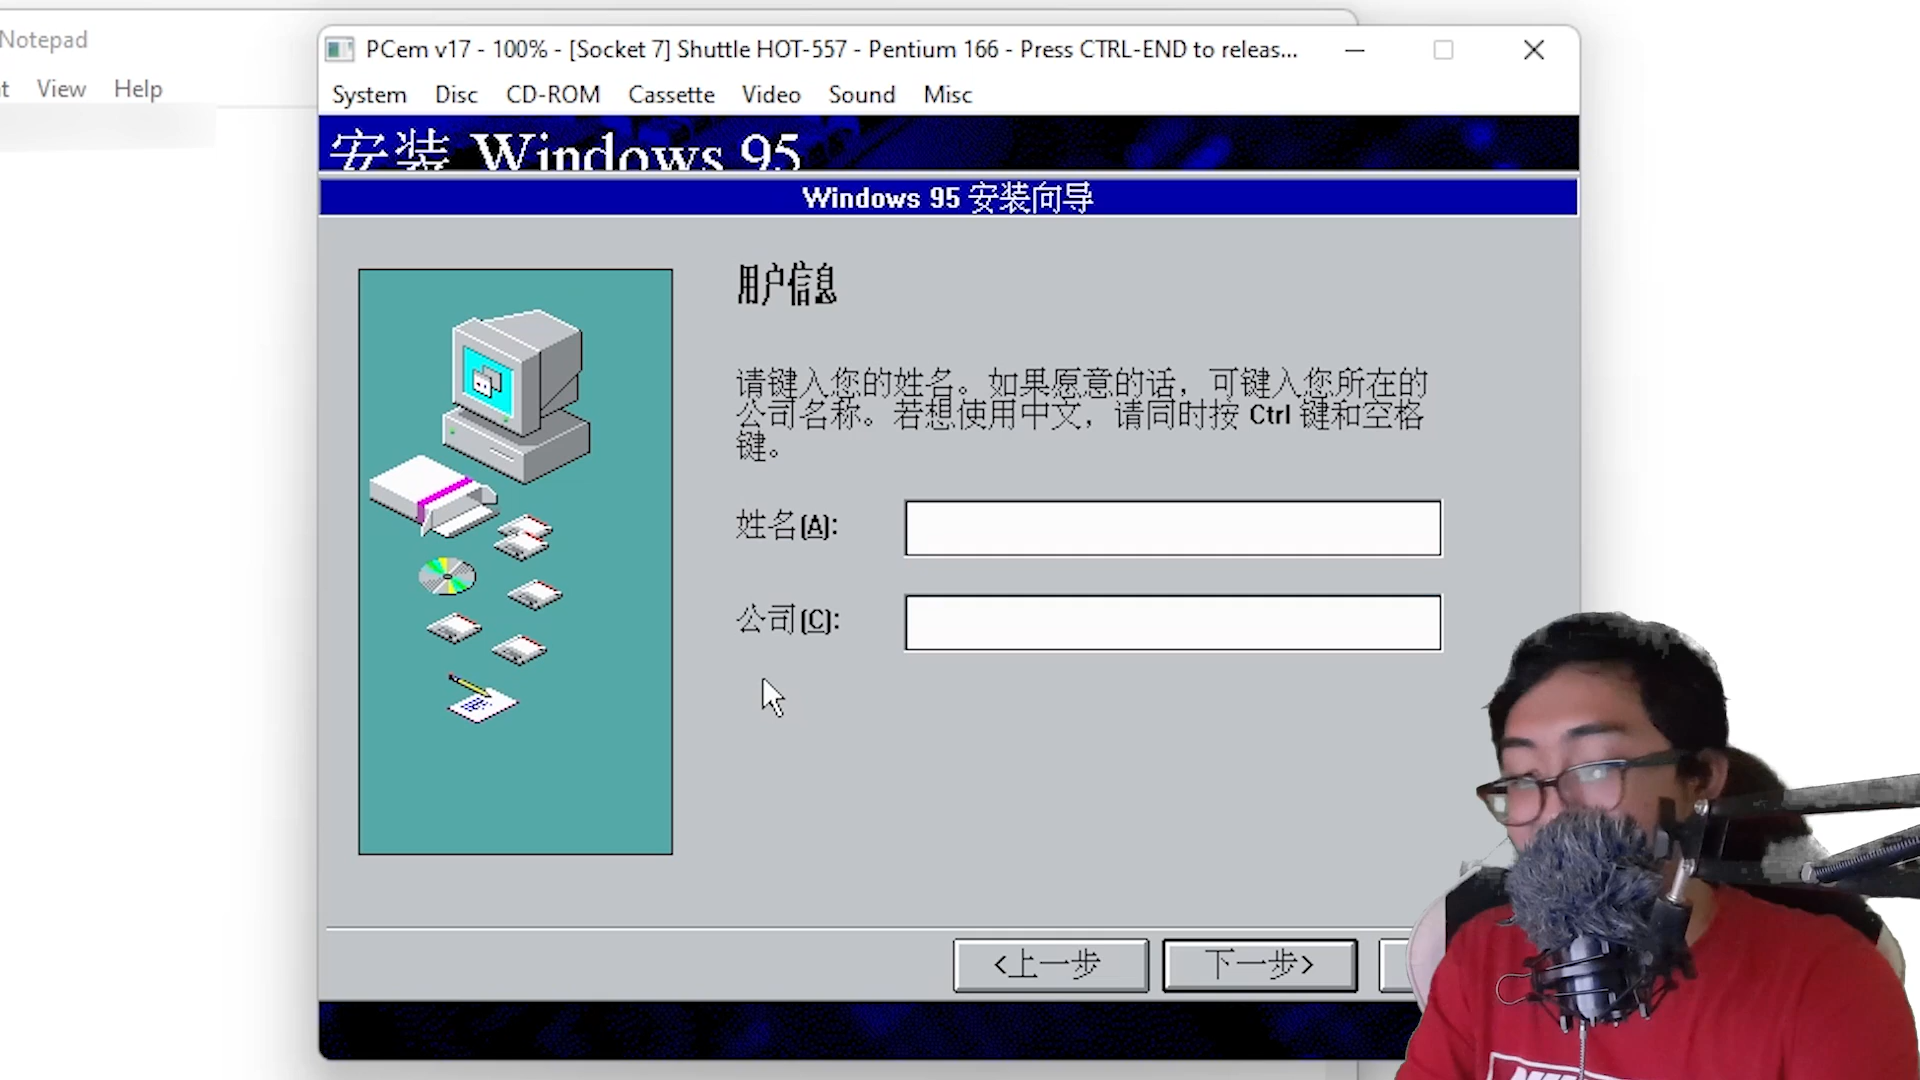 Notepad
View Help
PCem v17 - 100% - [Socket 7] Shuttle HOT-557 - Pentium 166 - Press CTRL-END to releas...
System Disc CD-ROM Cassette Video Sound Misc
安装 Windows 95
Windows 95 安装向导
用户信息
请键入您的姓名。如果愿意的话，可键入您所在的
公司名称。若想使用中文，请同时按 Ctrl 键和空格
键。
姓名(A):
公司(C):
<上一步 下一步>